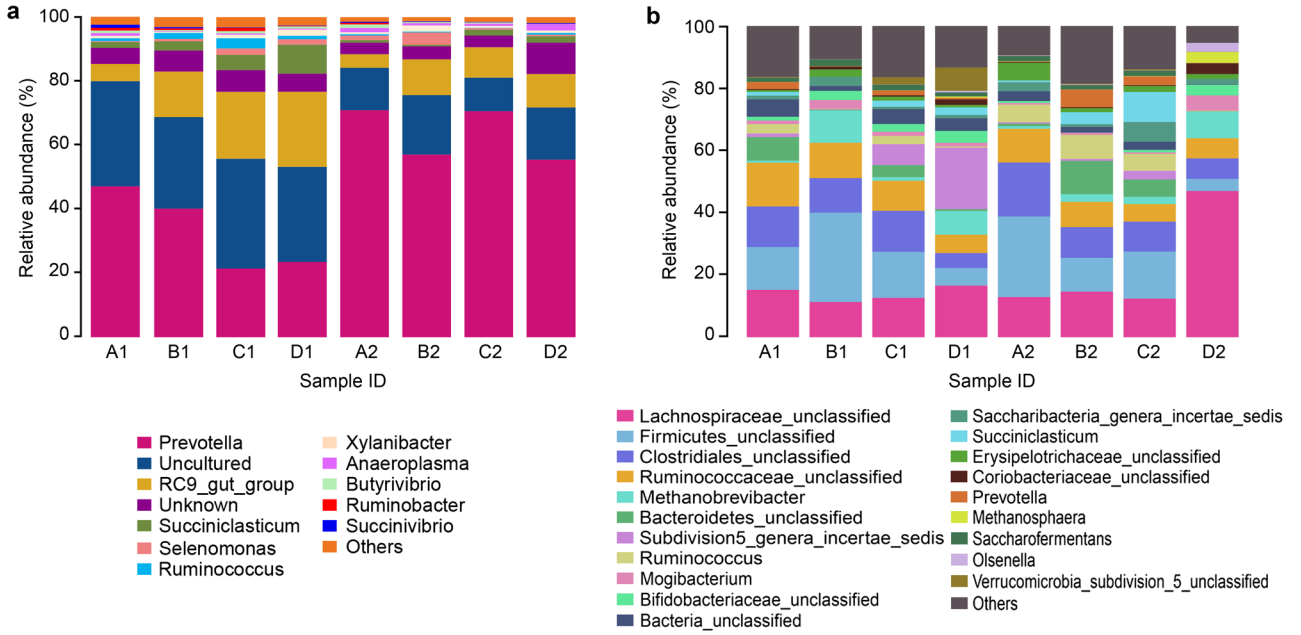 a
Relative abundance (%)
100
80
60
40
20
0
A1 B1 C1 D1 A2 B2 C2 D2
Sample ID
Prevotella
Uncultured
RC9_gut_group
Unknown
Succiniclasticum
Selenomonas
Ruminococcus
Xylanibacter
Anaeroplasma
Butyrivibrio
Ruminobacter
Succinivibrio
Others
b
Relative abundance (%)
100
80
60
40
20
0
A1 B1 C1 D1 A2 B2 C2 D2
Sample ID
Lachnospiraceae_unclassified
Firmicutes_unclassified
Clostridiales_unclassified
Ruminococcaceae_unclassified
Methanobrevibacter
Bacteroidetes_unclassified
Subdivision5_genera_incertae_sedis
Ruminococcus
Mogibacterium
Bifidobacteriaceae_unclassified
Bacteria_unclassified
Saccharibacteria_genera_incertae_sedis
Succiniclasticum
Erysipelotrichaceae_unclassified
Coriobacteriaceae_unclassified
Prevotella
Methanosphaera
Saccharofermentans
Olsenella
Verrucomicrobia_subdivision_5_unclassified
Others